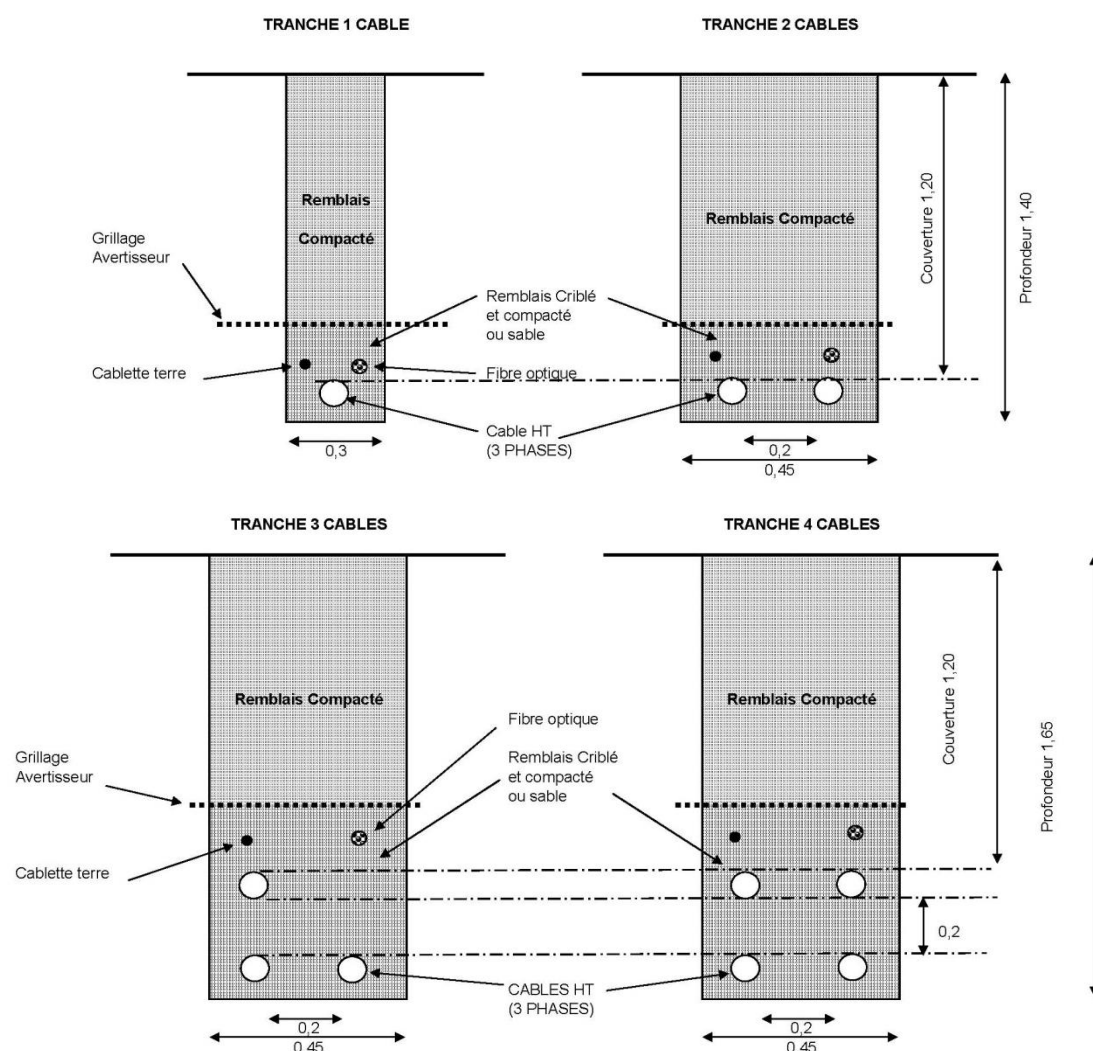 TRANCHE 1 CABLE
TRANCHE 2 CABLES
Remblais
Compacté
Remblais Compacté
Couverture 1,20
Profondeur 1,40
Grillage
Avertisseur
Remblais Criblé
et compacté
ou sable
Cablette terre
Fibre optique
Cable HT
(3 PHASES)
0,3
0,2
0,45
TRANCHE 3 CABLES
TRANCHE 4 CABLES
Remblais Compacté
Remblais Compacté
Couverture 1,20
Profondeur 1,65
Fibre optique
Grillage
Avertisseur
Remblais Criblé
et compacté
ou sable
Cablette terre
0,2
CABLES HT
(3 PHASES)
0,2
0,45
0,2
0,45